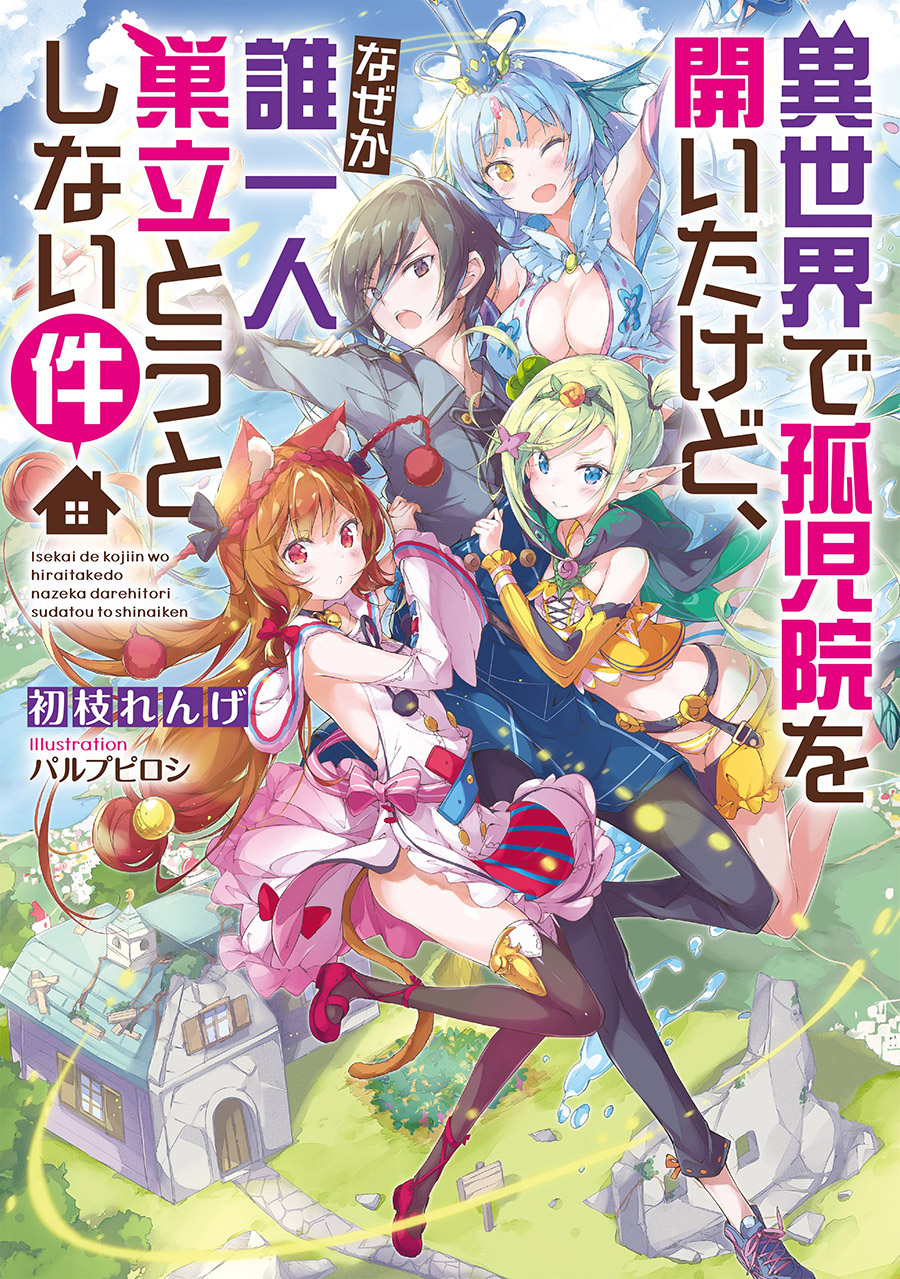 異世界で孤児院を
開いたけど、
なぜか
誰一人
巣立とうと
しない件
Isekai de kojiin wo
hiraitakedo
nazeka darehitori
sudatou to shinaiken
初枝れんげ
Illustration
パルプピロシ